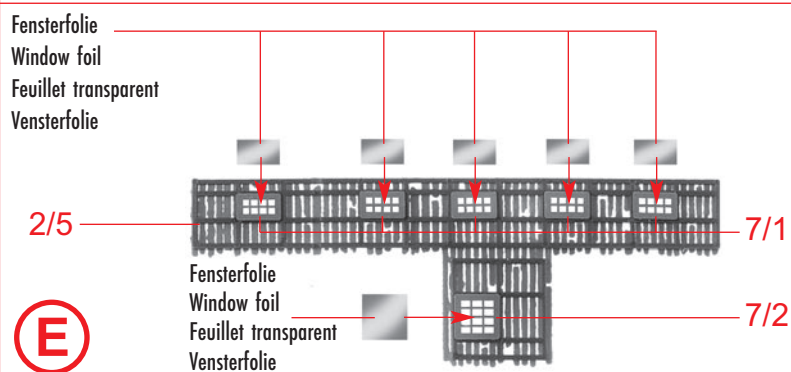 Fensterfolie
Window foil
Feuillet transparent
Vensterfolie
2/5
7/1
Fensterfolie
Window foil
Feuillet transparent
Vensterfolie
7/2
E